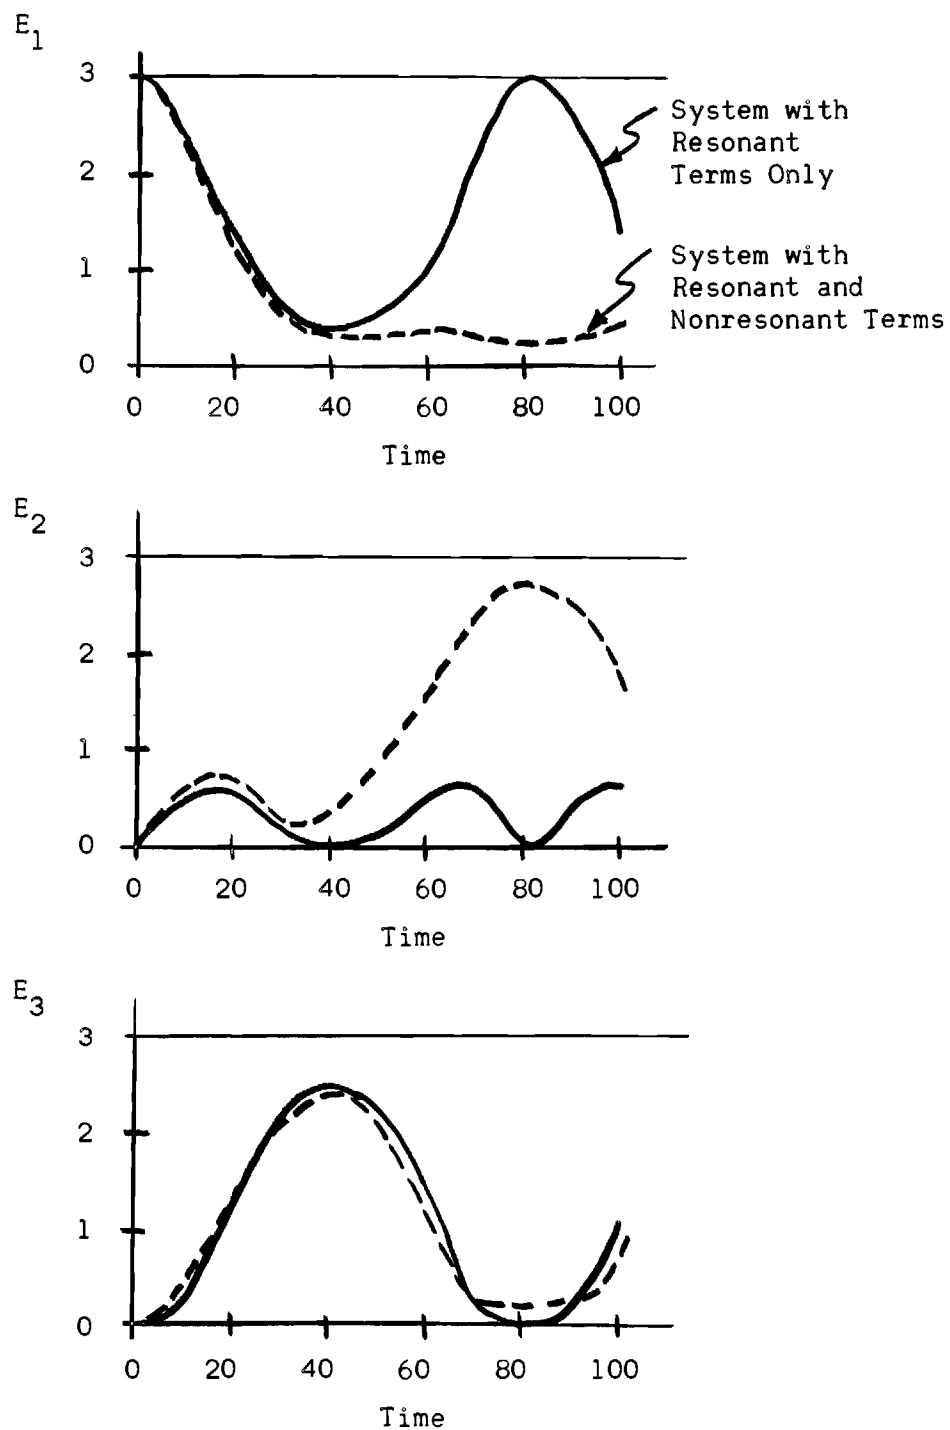 E1
3
2
1
0
System with
Resonant
Terms Only
System with
Resonant and
Nonresonant Terms
0 20 40 60 80 100
Time
E2
3
2
1
0
0 20 40 60 80 100
Time
E3
3
2
1
0
0 20 40 60 80 100
Time